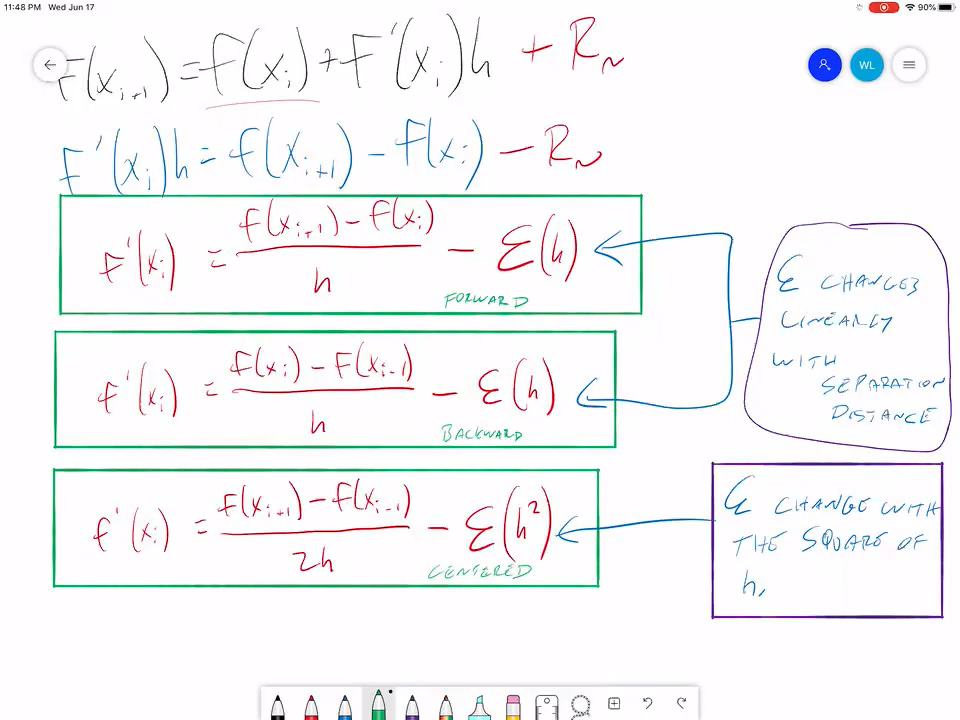 11:48 PM Wed Jun 17
90%
WL
F(xᵢ₊₁) = f(xᵢ) + F'(xᵢ)h + R_N
F'(xᵢ)h = f(xᵢ₊₁) - f(xᵢ) - R_N
f'(xᵢ) = (f(xᵢ₊₁) - f(xᵢ)) / h - Ɛ(h)
FORWARD
f'(xᵢ) = (f(xᵢ) - f(xᵢ₋₁)) / h - Ɛ(h)
BACKWARD
f'(xᵢ) = (f(xᵢ₊₁) - f(xᵢ₋₁)) / 2h - Ɛ(h²)
CENTERED
Ɛ CHANGES
LINEARLY
WITH
SEPARATION
DISTANCE
Ɛ CHANGE WITH
THE SQUARE OF
h.